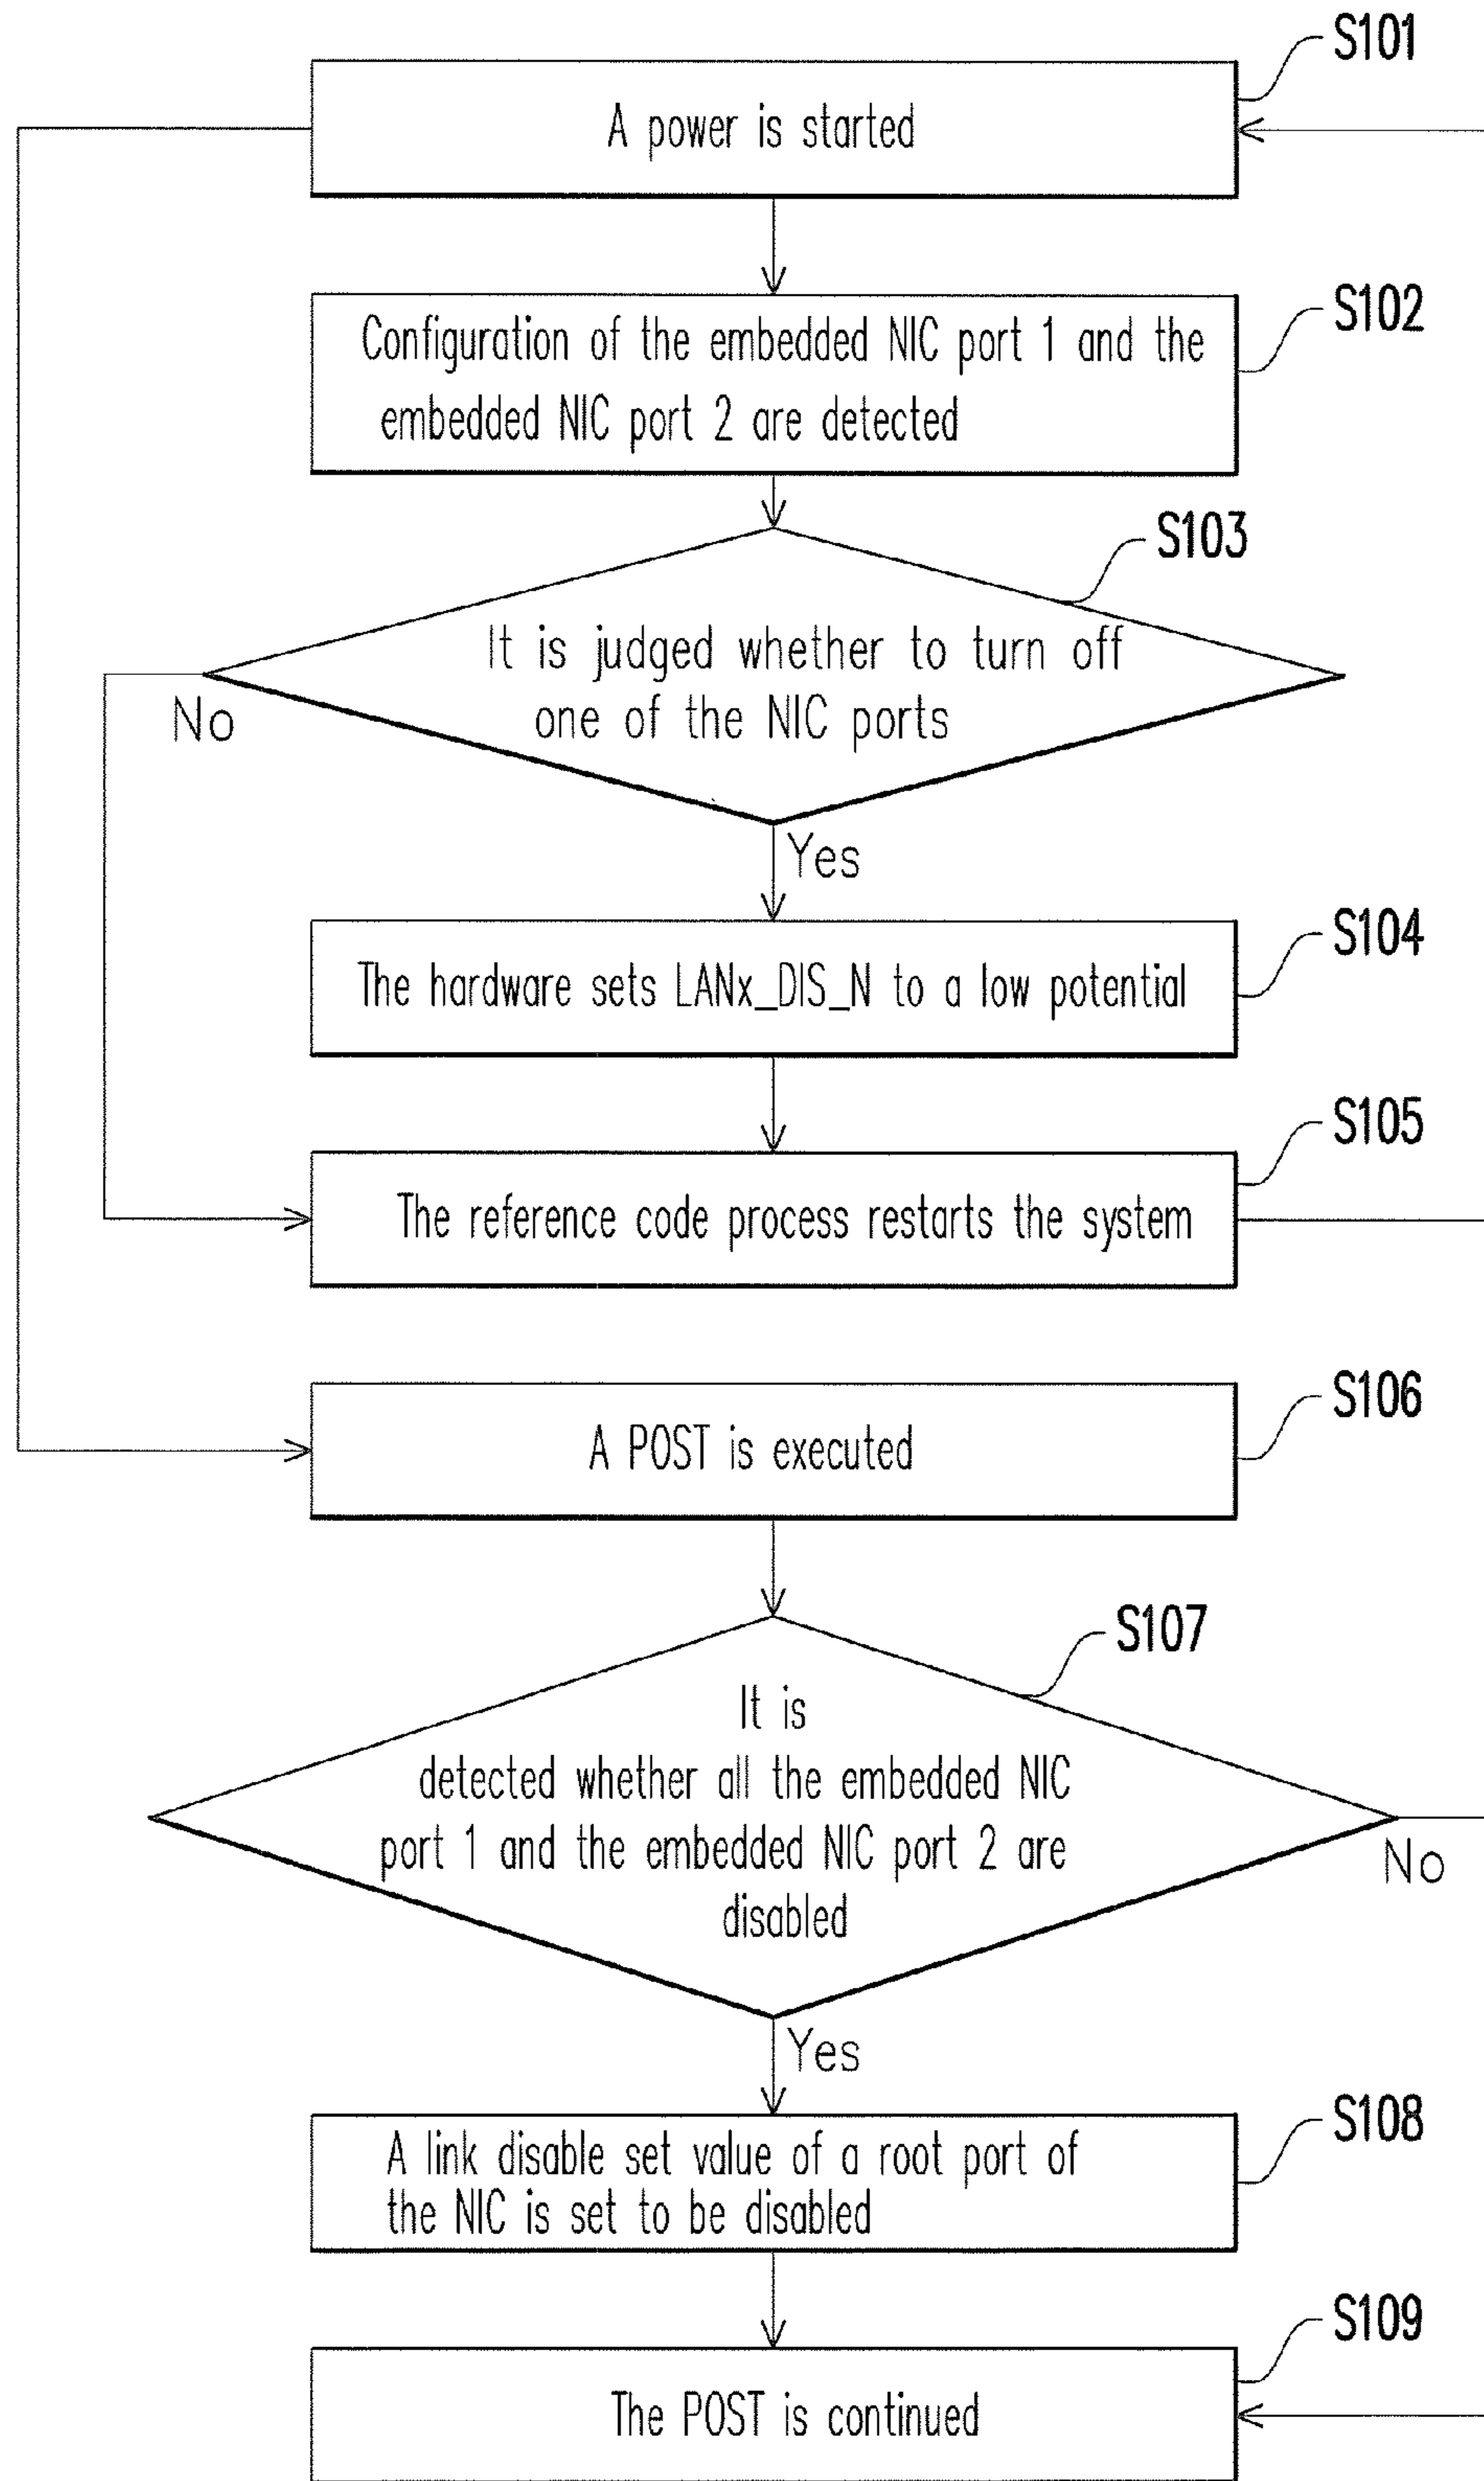 S101
A power is started
S102
Configuration of the embedded NIC port 1 and the
embedded NIC port 2 are detected
S103
It is judged whether to turn off
one of the NIC ports
No
Yes
S104
The hardware sets LANx_DIS_N to a low potential
S105
The reference code process restarts the system
S106
A POST is executed
S107
It is
detected whether all the embedded NIC
port 1 and the embedded NIC port 2 are
disabled
No
Yes
S108
A link disable set value of a root port of
the NIC is set to be disabled
S109
The POST is continued